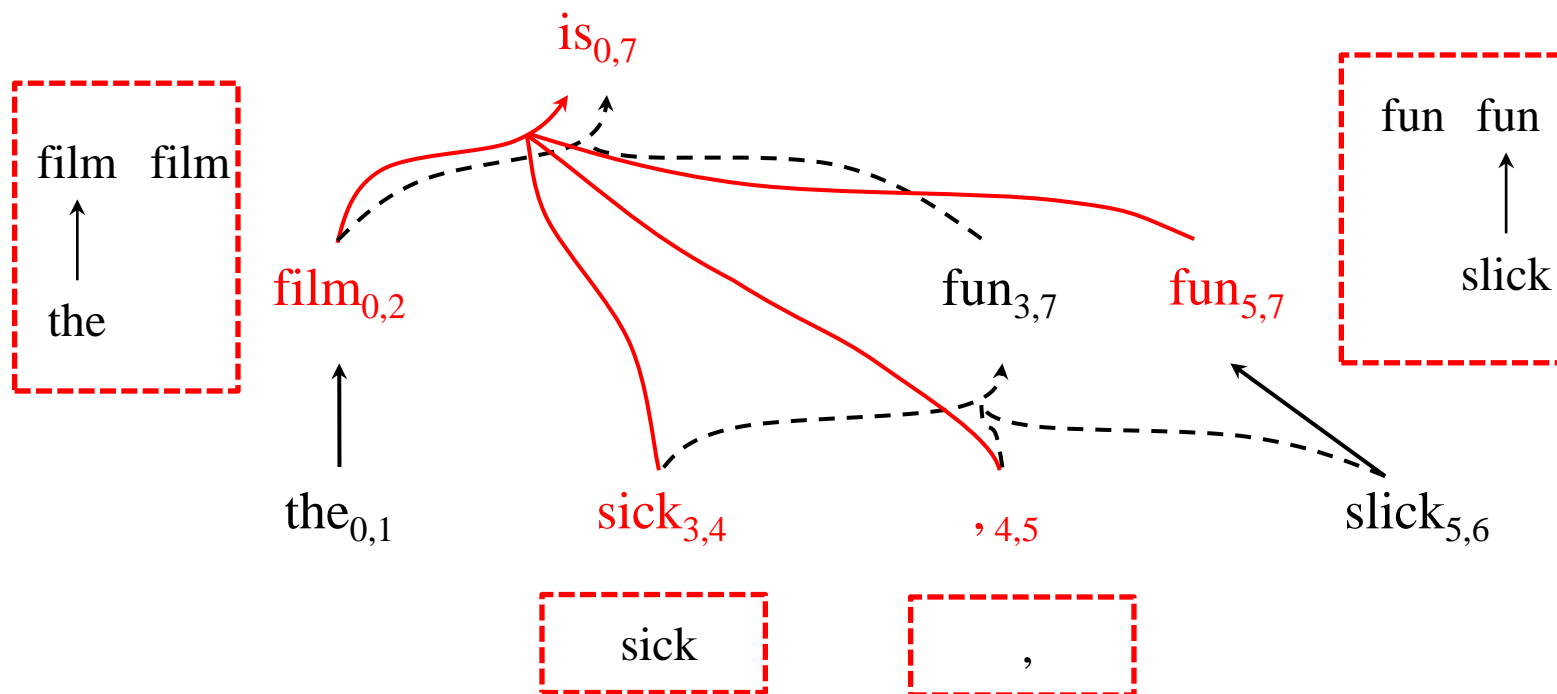 is0,7
fun fun
film film
slick
film0,2 fun3,7 fun5,7
the
the0,1 sick3,4 , 4,5 slick5,6
sick ,